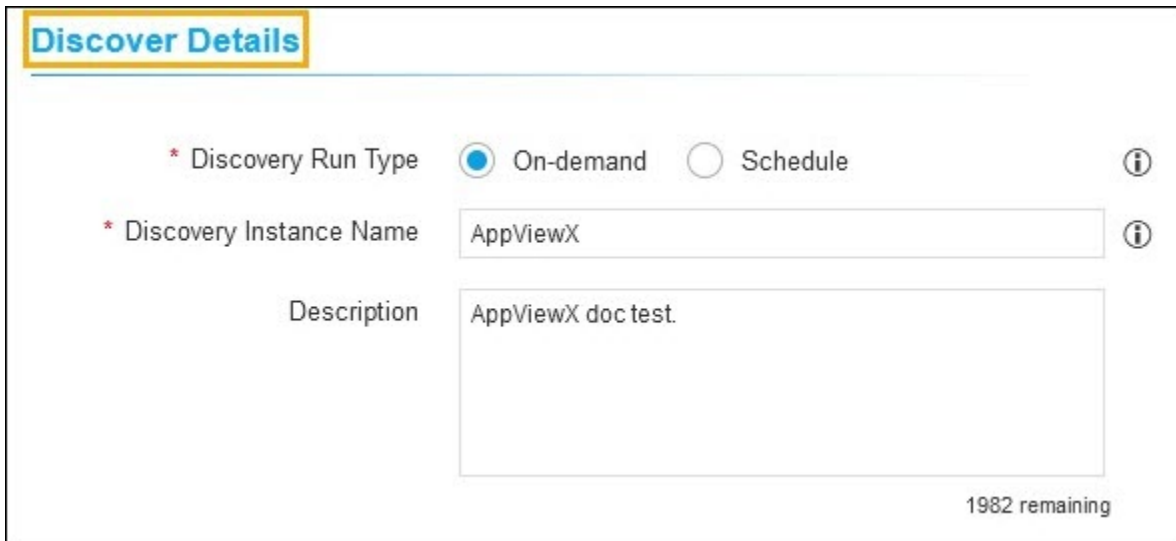 Discover Details
* Discovery Run Type On-demand Schedule
* Discovery Instance Name AppViewX
Description AppViewX doc test.
1982 remaining